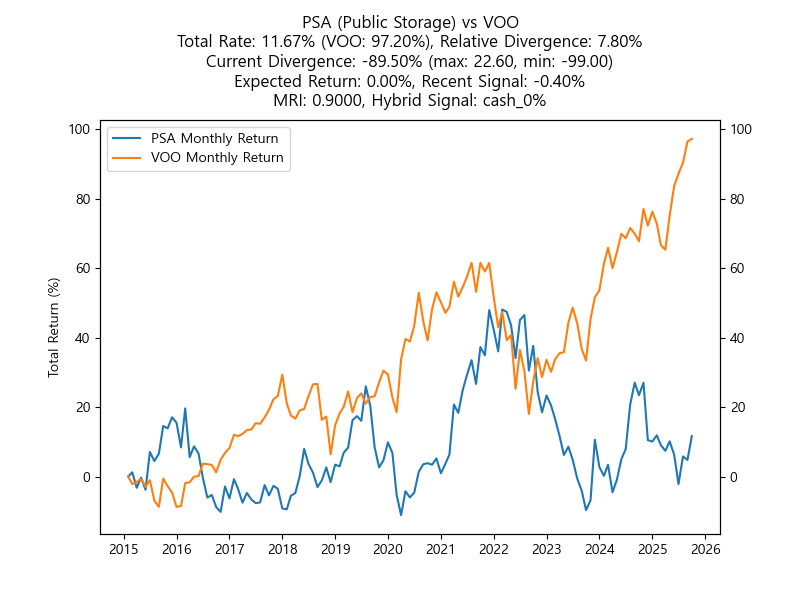 PSA (Public Storage) vs VOO
Total Rate: 11.67% (VOO: 97.20%), Relative Divergence: 7.80%
Current Divergence: -89.50% (max: 22.60, min: -99.00)
Expected Return: 0.00%, Recent Signal: -0.40%
MRI: 0.9000, Hybrid Signal: cash_0%
PSA Monthly Return
VOO Monthly Return
Total Return (%)
100
80
60
40
20
0
100
80
60
40
20
0
2015 2016 2017 2018 2019 2020 2021 2022 2023 2024 2025 2026